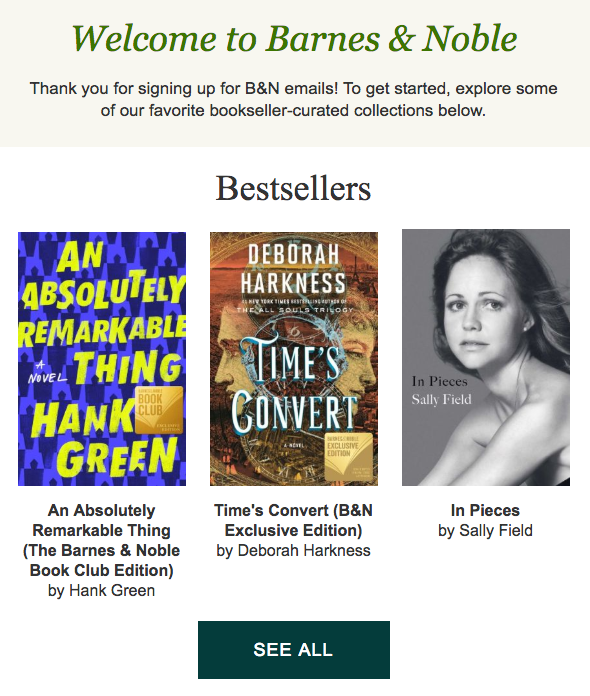 Welcome to Barnes & Noble
Thank you for signing up for B&N emails! To get started, explore some
of our favorite bookseller-curated collections below.
Bestsellers
AN
ABSOLUTELY
REMARKABLE
A
NOVEL
THING
BOOK
CLUB
HANK
GREEN
DEBORAH
HARKNESS
#1 NEW YORK TIMES BESTSELLING AUTHOR OF
THE ALL SOULS TRILOGY
TIME'S
CONVERT
A NOVEL
BARNES & NOBLE
EXCLUSIVE
EDITION
In Pieces
Sally Field
An Absolutely
Remarkable Thing
(The Barnes & Noble
Book Club Edition)
by Hank Green
Time's Convert (B&N
Exclusive Edition)
by Deborah Harkness
In Pieces
by Sally Field
SEE ALL